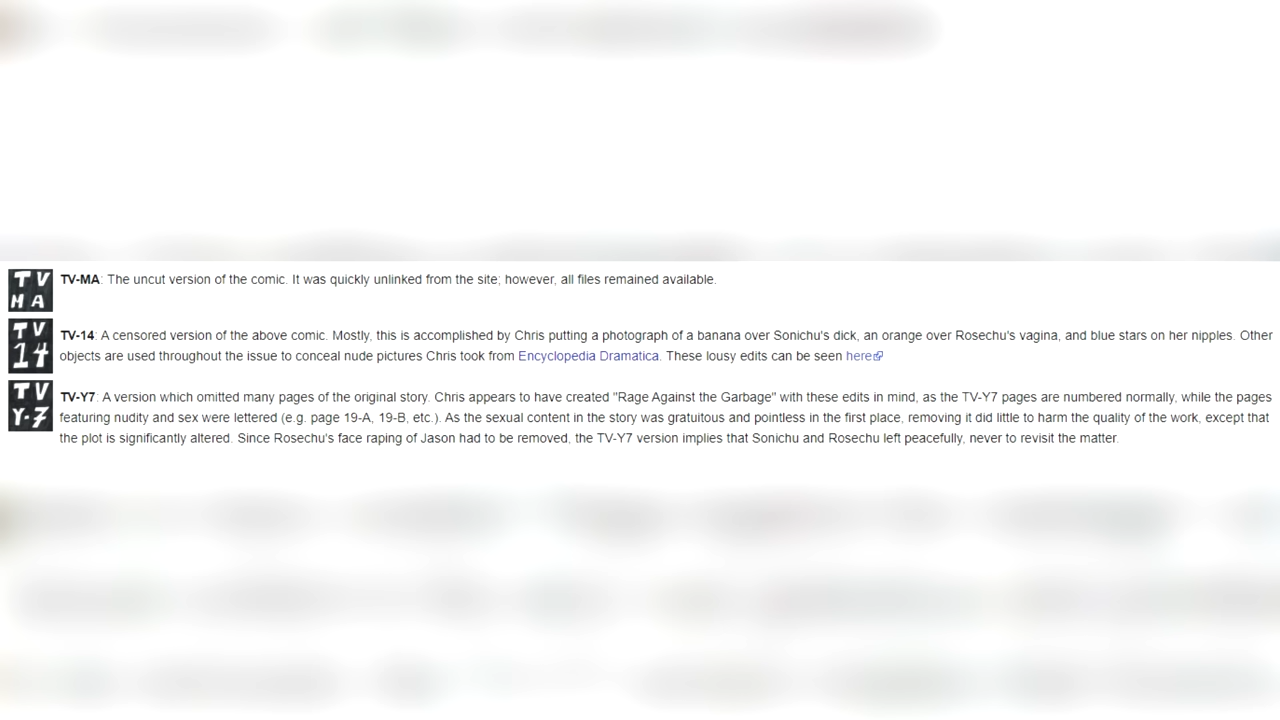 TV MA
TV-MA: The uncut version of the comic. It was quickly unlinked from the site; however, all files remained available.
TV 14
TV-14: A censored version of the above comic. Mostly, this is accomplished by Chris putting a photograph of a banana over Sonichu's dick, an orange over Rosechu's vagina, and blue stars on her nipples. Other
objects are used throughout the issue to conceal nude pictures Chris took from Encyclopedia Dramatica. These lousy edits can be seen here
TV Y-7
TV-Y7: A version which omitted many pages of the original story. Chris appears to have created "Rage Against the Garbage" with these edits in mind, as the TV-Y7 pages are numbered normally, while the pages
featuring nudity and sex were lettered (e.g. page 19-A, 19-B, etc.). As the sexual content in the story was gratuitous and pointless in the first place, removing it did little to harm the quality of the work, except that
the plot is significantly altered. Since Rosechu's face raping of Jason had to be removed, the TV-Y7 version implies that Sonichu and Rosechu left peacefully, never to revisit the matter.